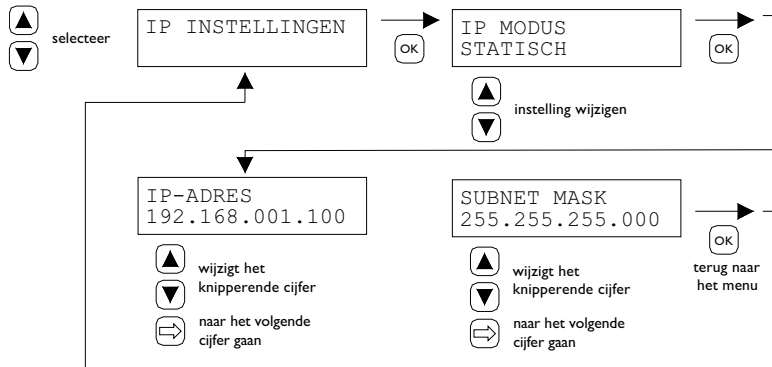 selecteer
IP INSTELLINGEN
OK
IP MODUS
STATISCH
OK
instelling wijzigen
IP-ADRES
192.168.001.100
wijzigt het
knipperende cijfer
naar het volgende
cijfer gaan
SUBNET MASK
255.255.255.000
OK
terug naar
het menu
wijzigt het
knipperende cijfer
naar het volgende
cijfer gaan